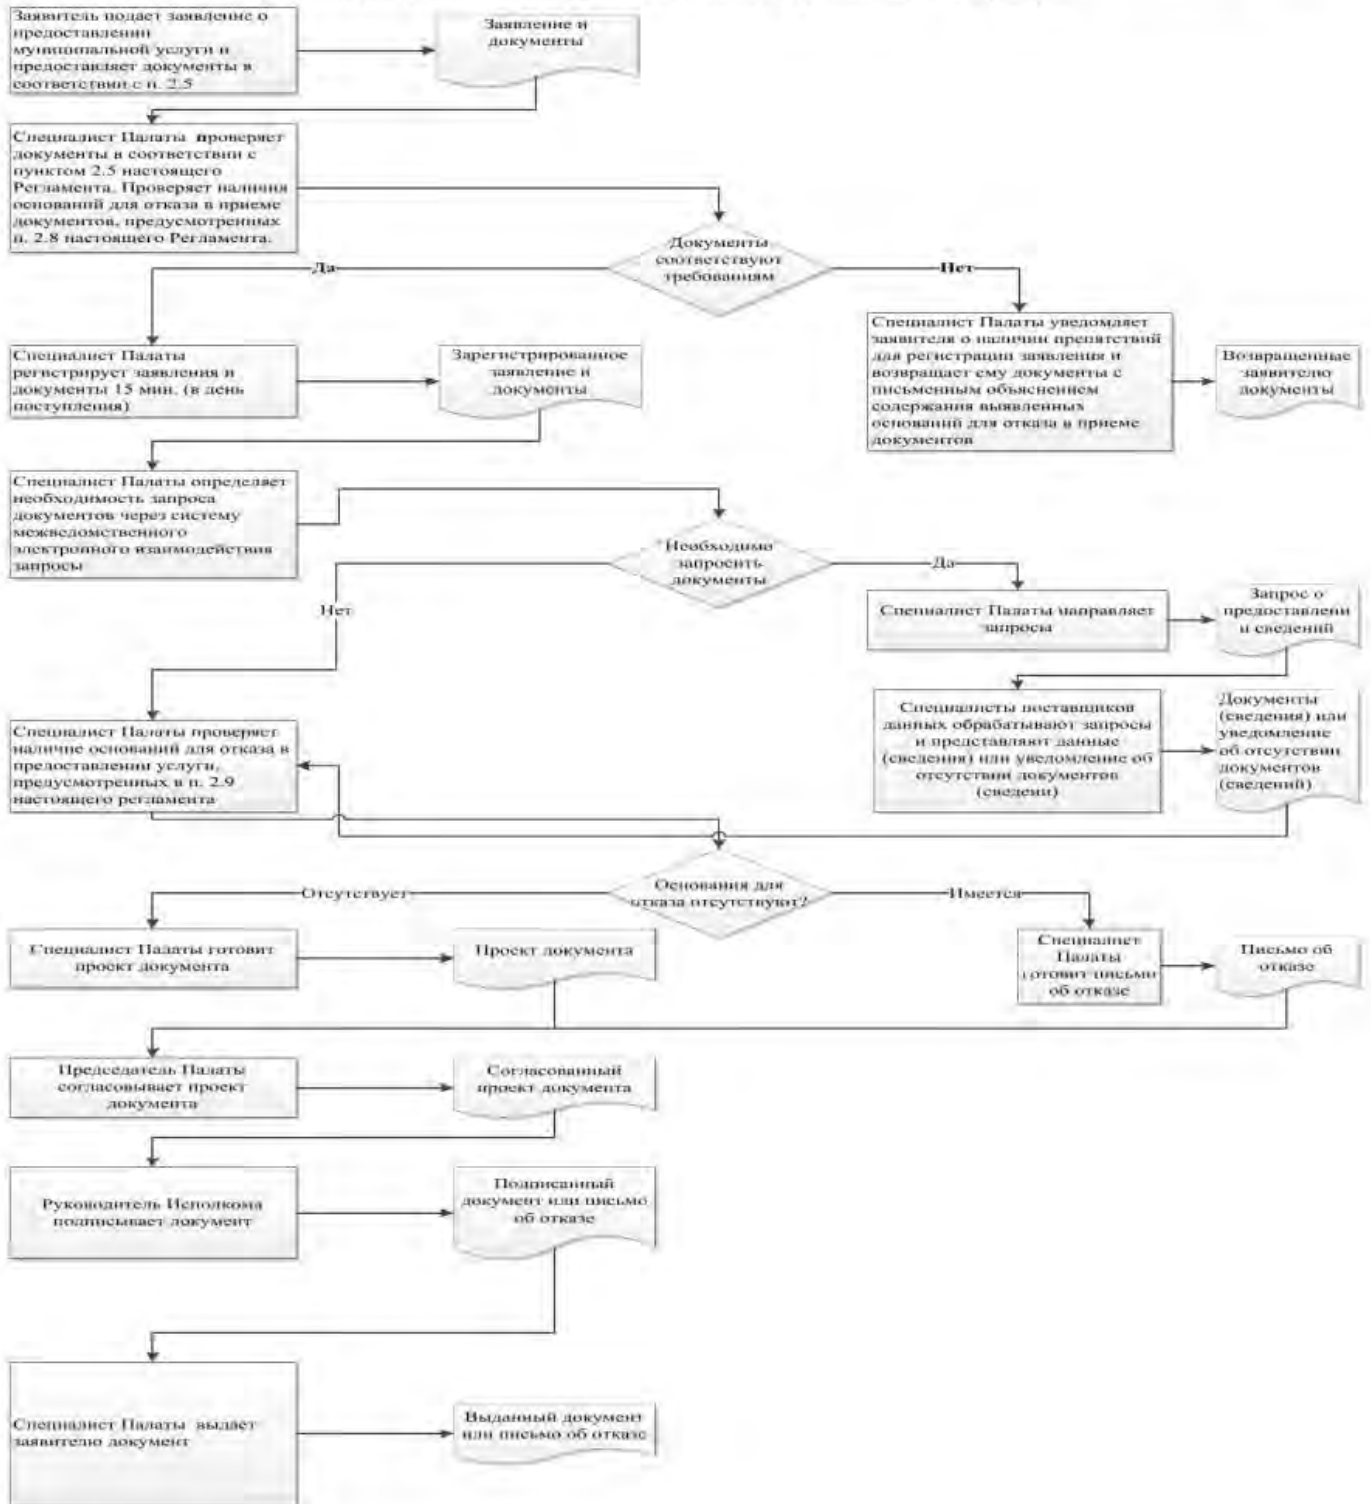 Заявитель подает заявление о
предоставлении
муниципальной услуги и
предоставляет документы в
соответствии с п. 2.5
Заявление и
документы
Специалист Палаты проверяет
документы в соответствии с
пунктом 2.5 настоящего
Регламента. Проверяет наличия
оснований для отказа в приеме
документов, предусмотренных
п. 2.8 настоящего Регламента.
Документы
соответствуют
требованиям
Да
Нет
Специалист Палаты
регистрирует заявления и
документы 15 мин. (в день
поступления)
Зарегистрированное
заявление и
документы
Специалист Палаты уведомляет
заявителя о наличии препятствий
для регистрации заявления и
возвращает ему документы с
письменным объяснением
содержания выявленных
оснований для отказа в приеме
документов
Возвращенные
заявителю
документы
Специалист Палаты определяет
необходимость запроса
документов через систему
межведомственного
электронного взаимодействия
запросы
Необходимо
запросить
документы
Нет
Да
Специалист Палаты направляет
запросы
Запрос о
предоставлени
и сведений
Специалисты поставщиков
данных обрабатывают запросы
и представляют данные
(сведения) или уведомление об
отсутствии документов
(сведени)
Документы
(сведения) или
уведомление
об отсутствии
документов
(сведений)
Специалист Палаты проверяет
наличие оснований для отказа в
предоставлении услуги,
предусмотренных в п. 2.9
настоящего регламента
Основания для
отказа отсутствуют?
Отсутствует
Имеется
Специалист Палаты готовит
проект документа
Проект документа
Специалист
Палаты
готовит письмо
об отказе
Письмо об
отказе
Председатель Палаты
согласовывает проект
документа
Согласованный
проект документа
Руководитель Исполкома
подписывает документ
Подписанный
документ или письмо
об отказе
Специалист Палаты выдает
заявителю документ
Выданный документ
или письмо об отказе